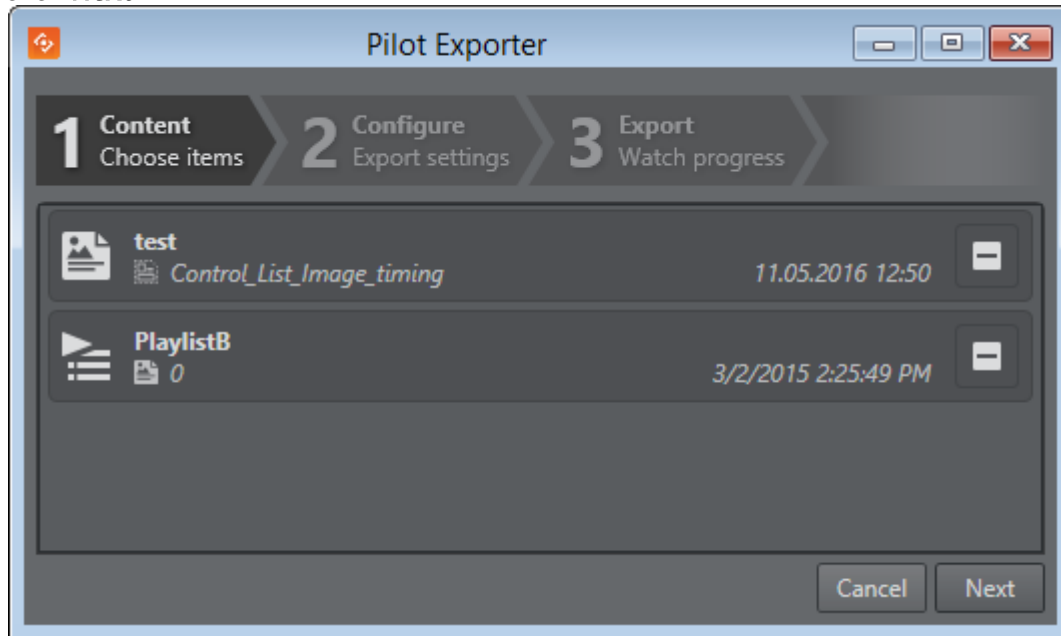 Pilot Exporter
1 Content
Choose items
2 Configure
Export settings
3 Export
Watch progress
test
Control_List_Image_timing 11.05.2016 12:50
PlaylistB
0 3/2/2015 2:25:49 PM
Cancel Next